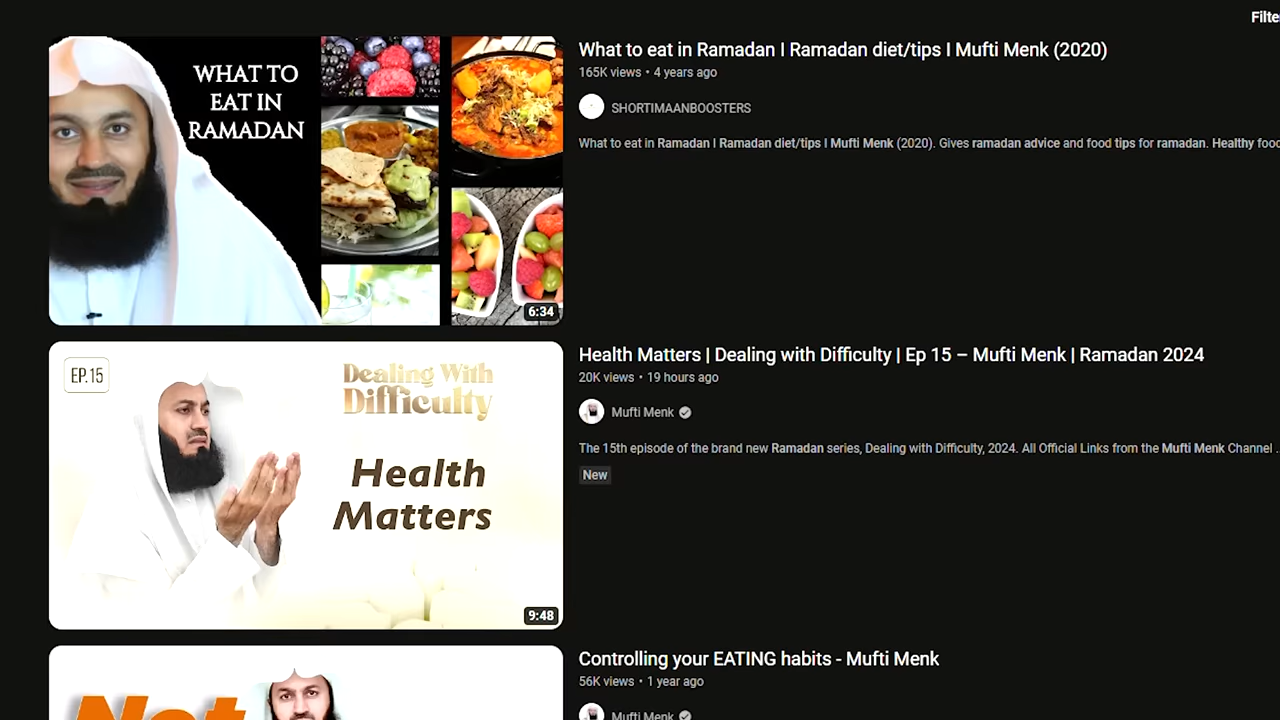 Filte
WHAT TO
EAT IN
RAMADAN
6:34
What to eat in Ramadan I Ramadan diet/tips I Mufti Menk (2020)
165K views • 4 years ago
SHORTIMAANBOOSTERS
What to eat in Ramadan I Ramadan diet/tips I Mufti Menk (2020). Gives ramadan advice and food tips for ramadan. Healthy food
EP.15
Dealing With
Difficulty
Health
Matters
9:48
Health Matters | Dealing with Difficulty | Ep 15 – Mufti Menk | Ramadan 2024
20K views • 19 hours ago
Mufti Menk
The 15th episode of the brand new Ramadan series, Dealing with Difficulty, 2024. All Official Links from the Mufti Menk Channel .
New
Not
Controlling your EATING habits - Mufti Menk
56K views • 1 year ago
Mufti Menk